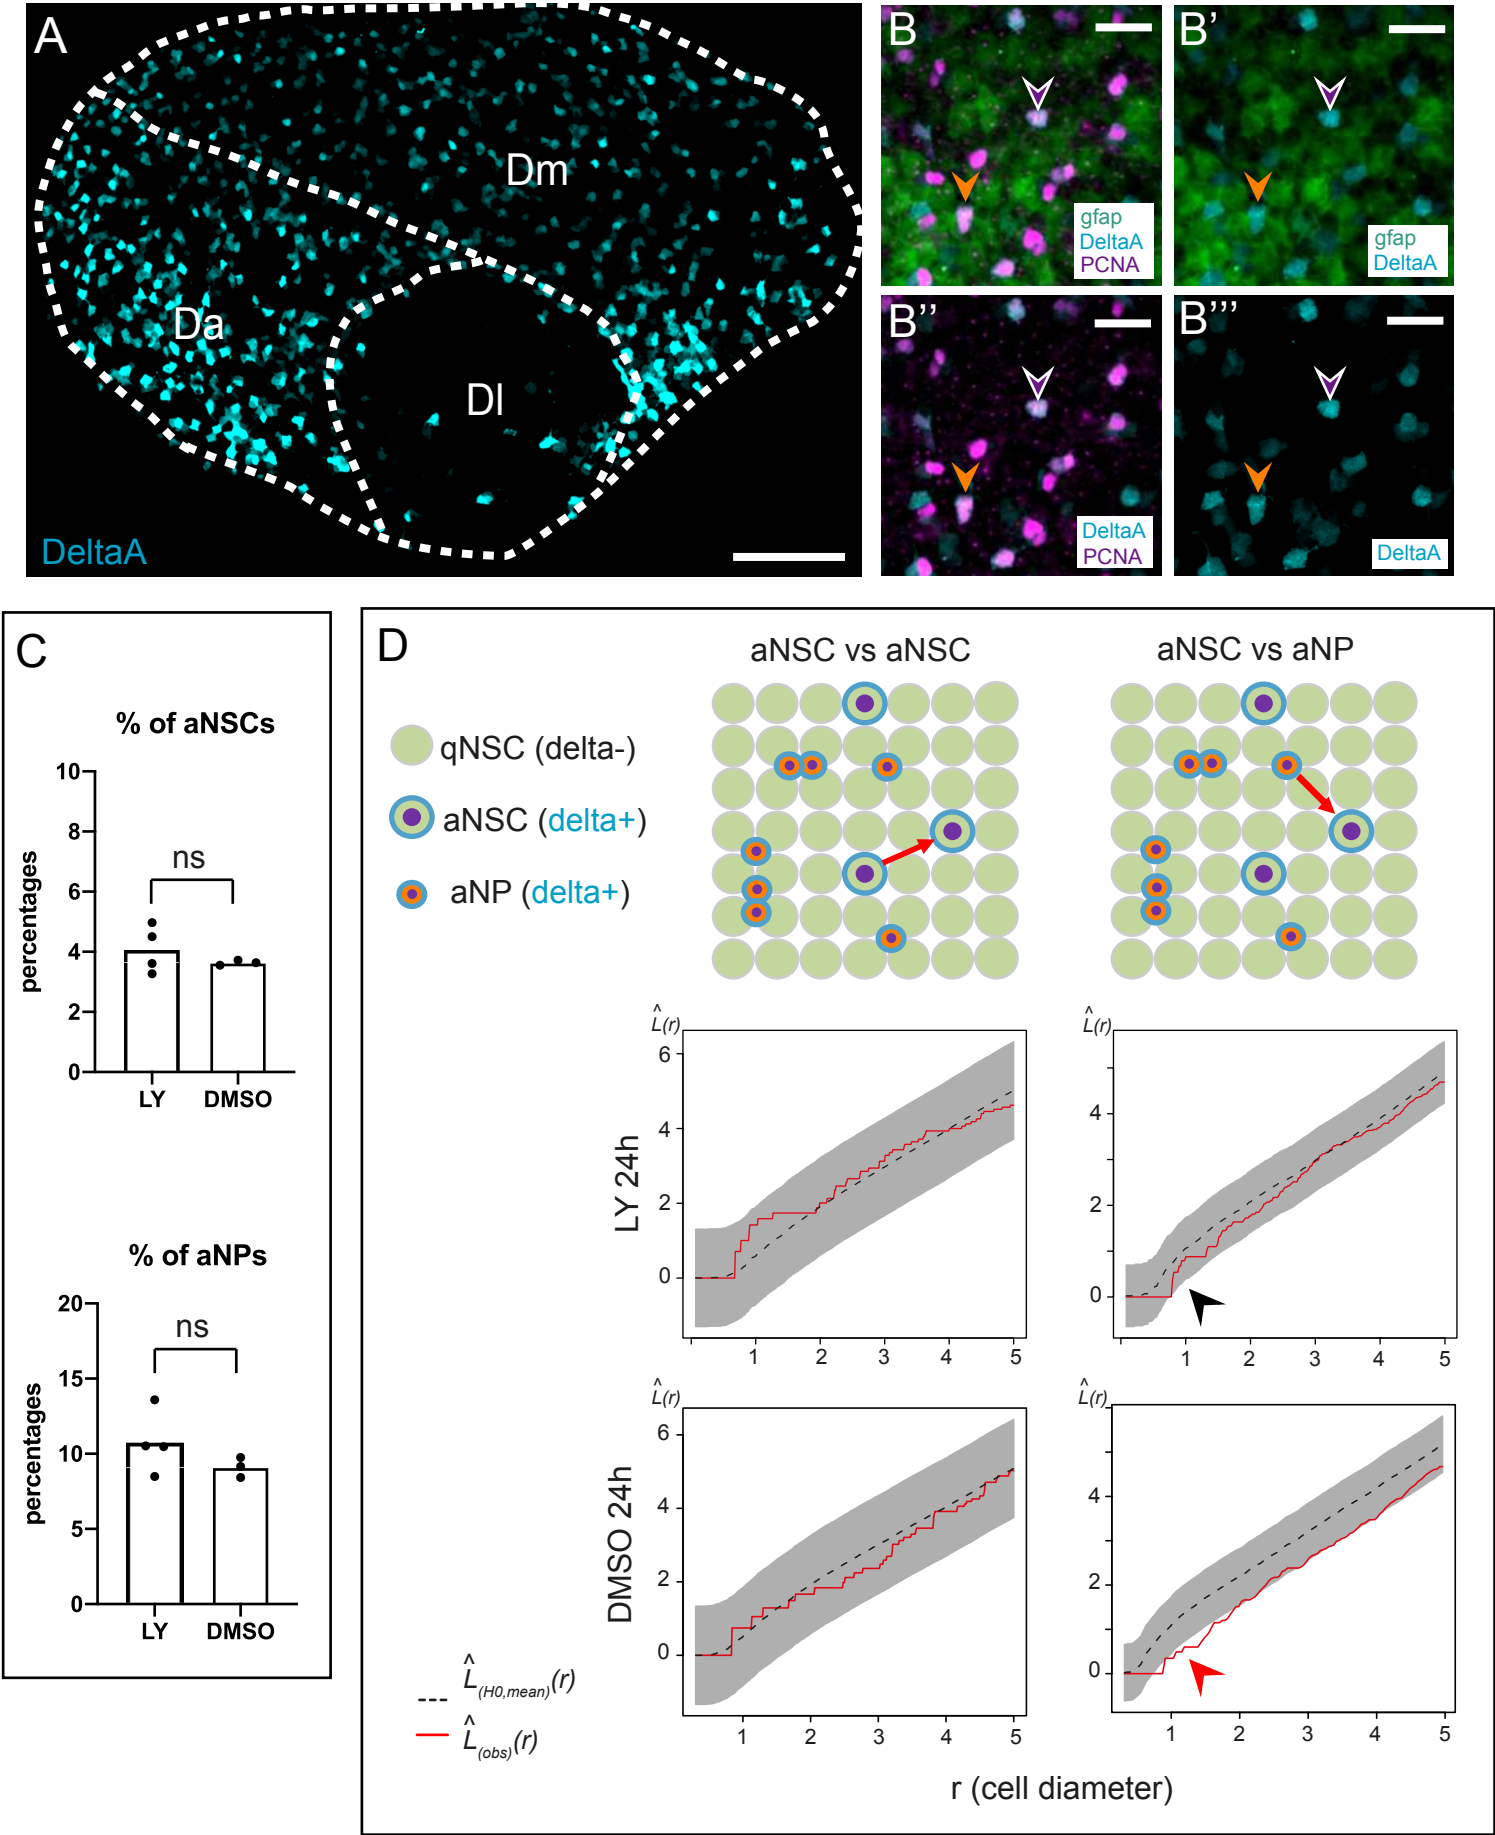 A
Dm
Da
Dl
DeltaA
B
gfap
DeltaA
PCNA
B’
gfap
DeltaA
B’’
DeltaA
PCNA
B’’’
DeltaA
C
% of aNSCs
10
8
6
4
2
0
percentages
ns
LY DMSO
% of aNPs
20
15
10
5
0
percentages
ns
LY DMSO
D
aNSC vs aNSC
aNSC vs aNP
qNSC (delta-)
aNSC (delta+)
aNP (delta+)
LY 24h
L̂(r)
6
4
2
0
1 2 3 4 5
L̂(r)
4
2
0
1 2 3 4 5
DMSO 24h
L̂(r)
6
4
2
0
1 2 3 4 5
L̂(r)
4
2
0
1 2 3 4 5
L̂(H0,mean)(r)
L̂(obs)(r)
r (cell diameter)